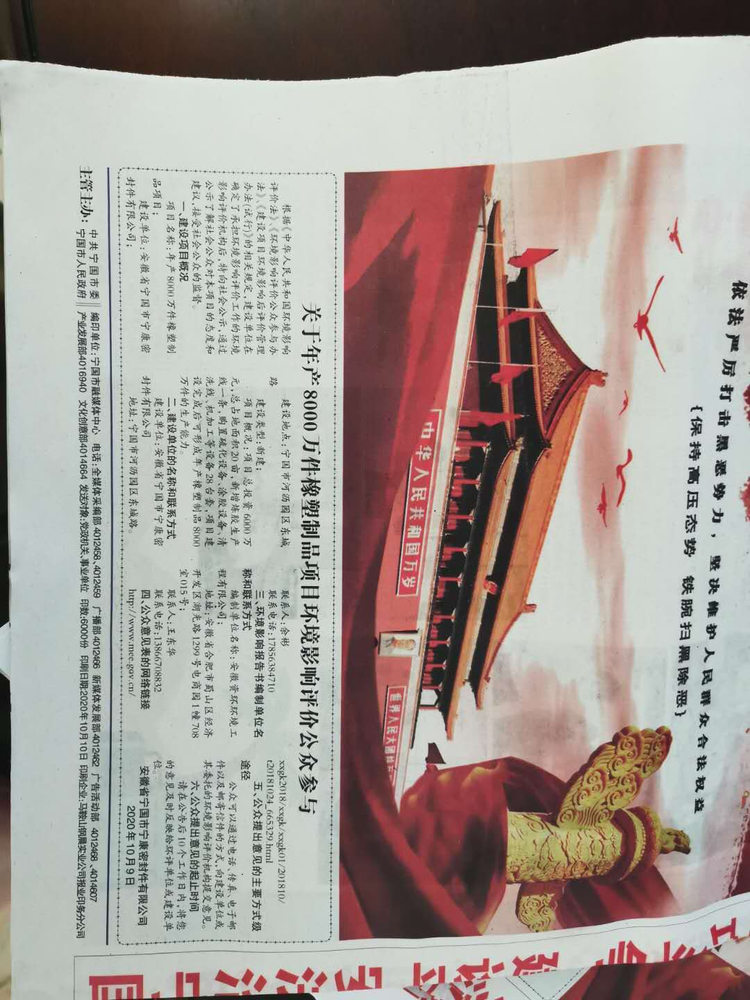 依法严厉打击黑恶势力，坚决维护人民群众合法权益
{保持高压态势 铁腕扫黑除恶}
中华人民共和国万岁
世界人民大团结万
关于年产8000万件橡塑制品项目环境影响评价公众参与
根据《中华人民共和国环境影响
评价法》、《环境影响评价公众参与办
法》、《建设项目环境影响后评价管理
办法(试行)》的相关规定，建设单位在
确定了承担环境影响评价工作的环境
影响评价机构后，特向社会公示，通过
公示了解社会公众对本项目的态度和
建议，接受社会公众的监督。
一、建设项目概况
项目名称：年产8000万件橡塑制
品项目；
建设单位：安徽省宁国市宁康密
封件有限公司；
建设地点：宁国市河沥园区东城
路
建设类型：新建；
项目概况：项目总投资6000万
元，总占地面积20亩，新增炼胶生产
线一条，购置硫化设备、涂胶设备、清
洗线、机加工等设备28台套，项目建
设完成后可形成年产橡塑制品8000
万件的生产能力。
二、建设单位的名称和联系方式
建设单位：安徽省宁国市宁康密
封件有限公司
地址：宁国市河沥园区东城路。
联系人：余彬
联系电话：17856384710
三、环境影响报告书编制单位名
称和联系方式
编制单位名称：安徽资环环境工
程有限公司；
地址：安徽省合肥市蜀山区经济
开发区湖光路1299号电商园1幢708
室015号；
联系人：王东华
联系电话：13866708832
四、公众意见表的网络链接
http://www.mee.gov.cn/
xxgk2018/xxgk/xxgk01/201810/
t20181024_665329.html
五、公众提出意见的主要方式级
途径
公众可以通过电话、传真、电子邮
件以及邮寄信件的方式，向建设单位或
其委托的环境影响评价机构提交意见。
六、公众提出意见的起止时间
请在公告后10个工作日内，将您
的意见及时反映给环评单位或建设单
位。
安徽省宁国市宁康密封件有限公司
2020年10月9日
主管主办：
中共宁国市委
宁国市人民政府
编印单位：宁国市融媒体中心 电话：全媒体采编部4012458、4012459 广播部4012466 新媒体发展部4012482 广告活动部 4012468、4014607
产业发展部4016940 文化创意部4014664 发送对象：党政机关、事业单位 印数：6000份 印刷日期：2020年10月10日 印刷企业：马鞍山钢晨实业公司报业印务分公司